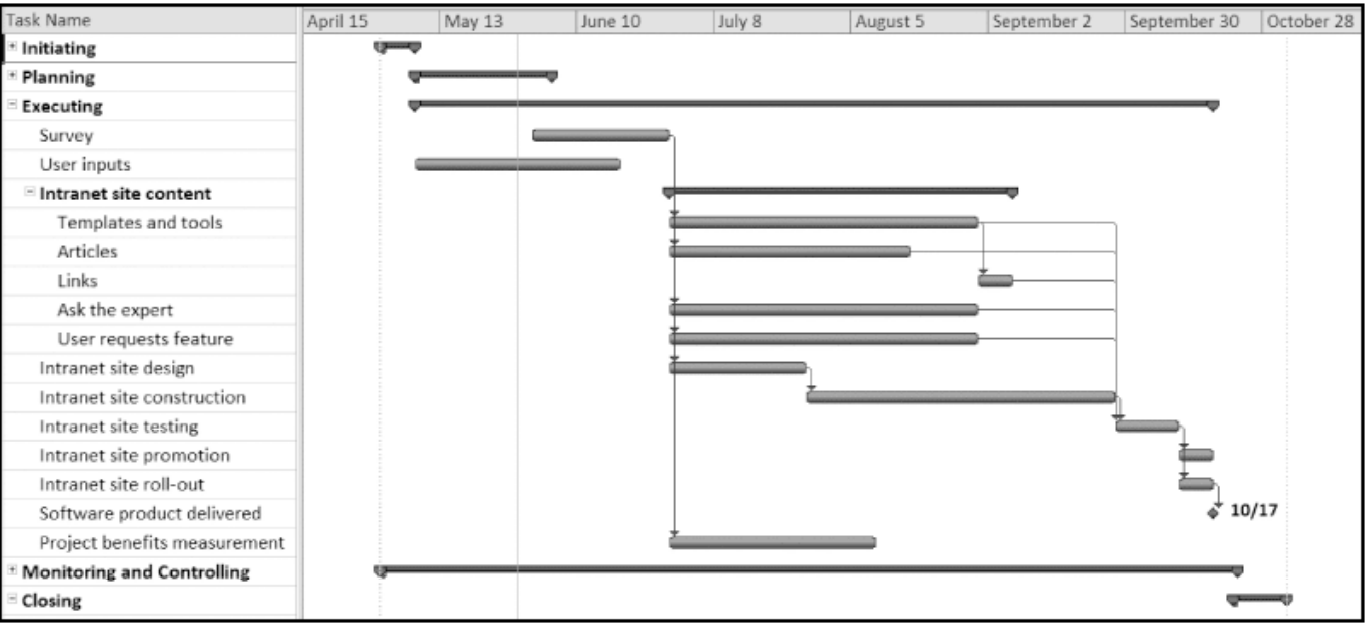 Task Name April 15 May 13 June 10 July 8 August 5 September 2 September 30 October 28
Initiating
Planning
Executing
Survey
User inputs
Intranet site content
Templates and tools
Articles
Links
Ask the expert
User requests feature
Intranet site design
Intranet site construction
Intranet site testing
Intranet site promotion
Intranet site roll-out
Software product delivered 10/17
Project benefits measurement
Monitoring and Controlling
Closing